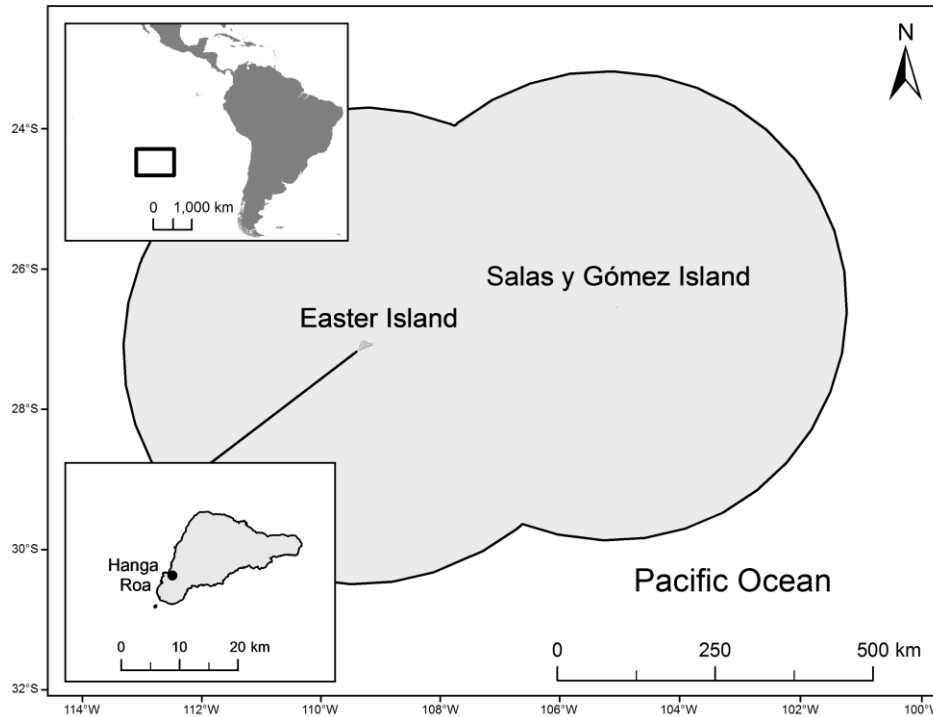 N
0 1,000 km
24°S
26°S
28°S
30°S
32°S
Salas y Gómez Island
Easter Island
Hanga
Roa
0 10 20 km
Pacific Ocean
0 250 500 km
114°W 112°W 110°W 108°W 106°W 104°W 102°W 100°W